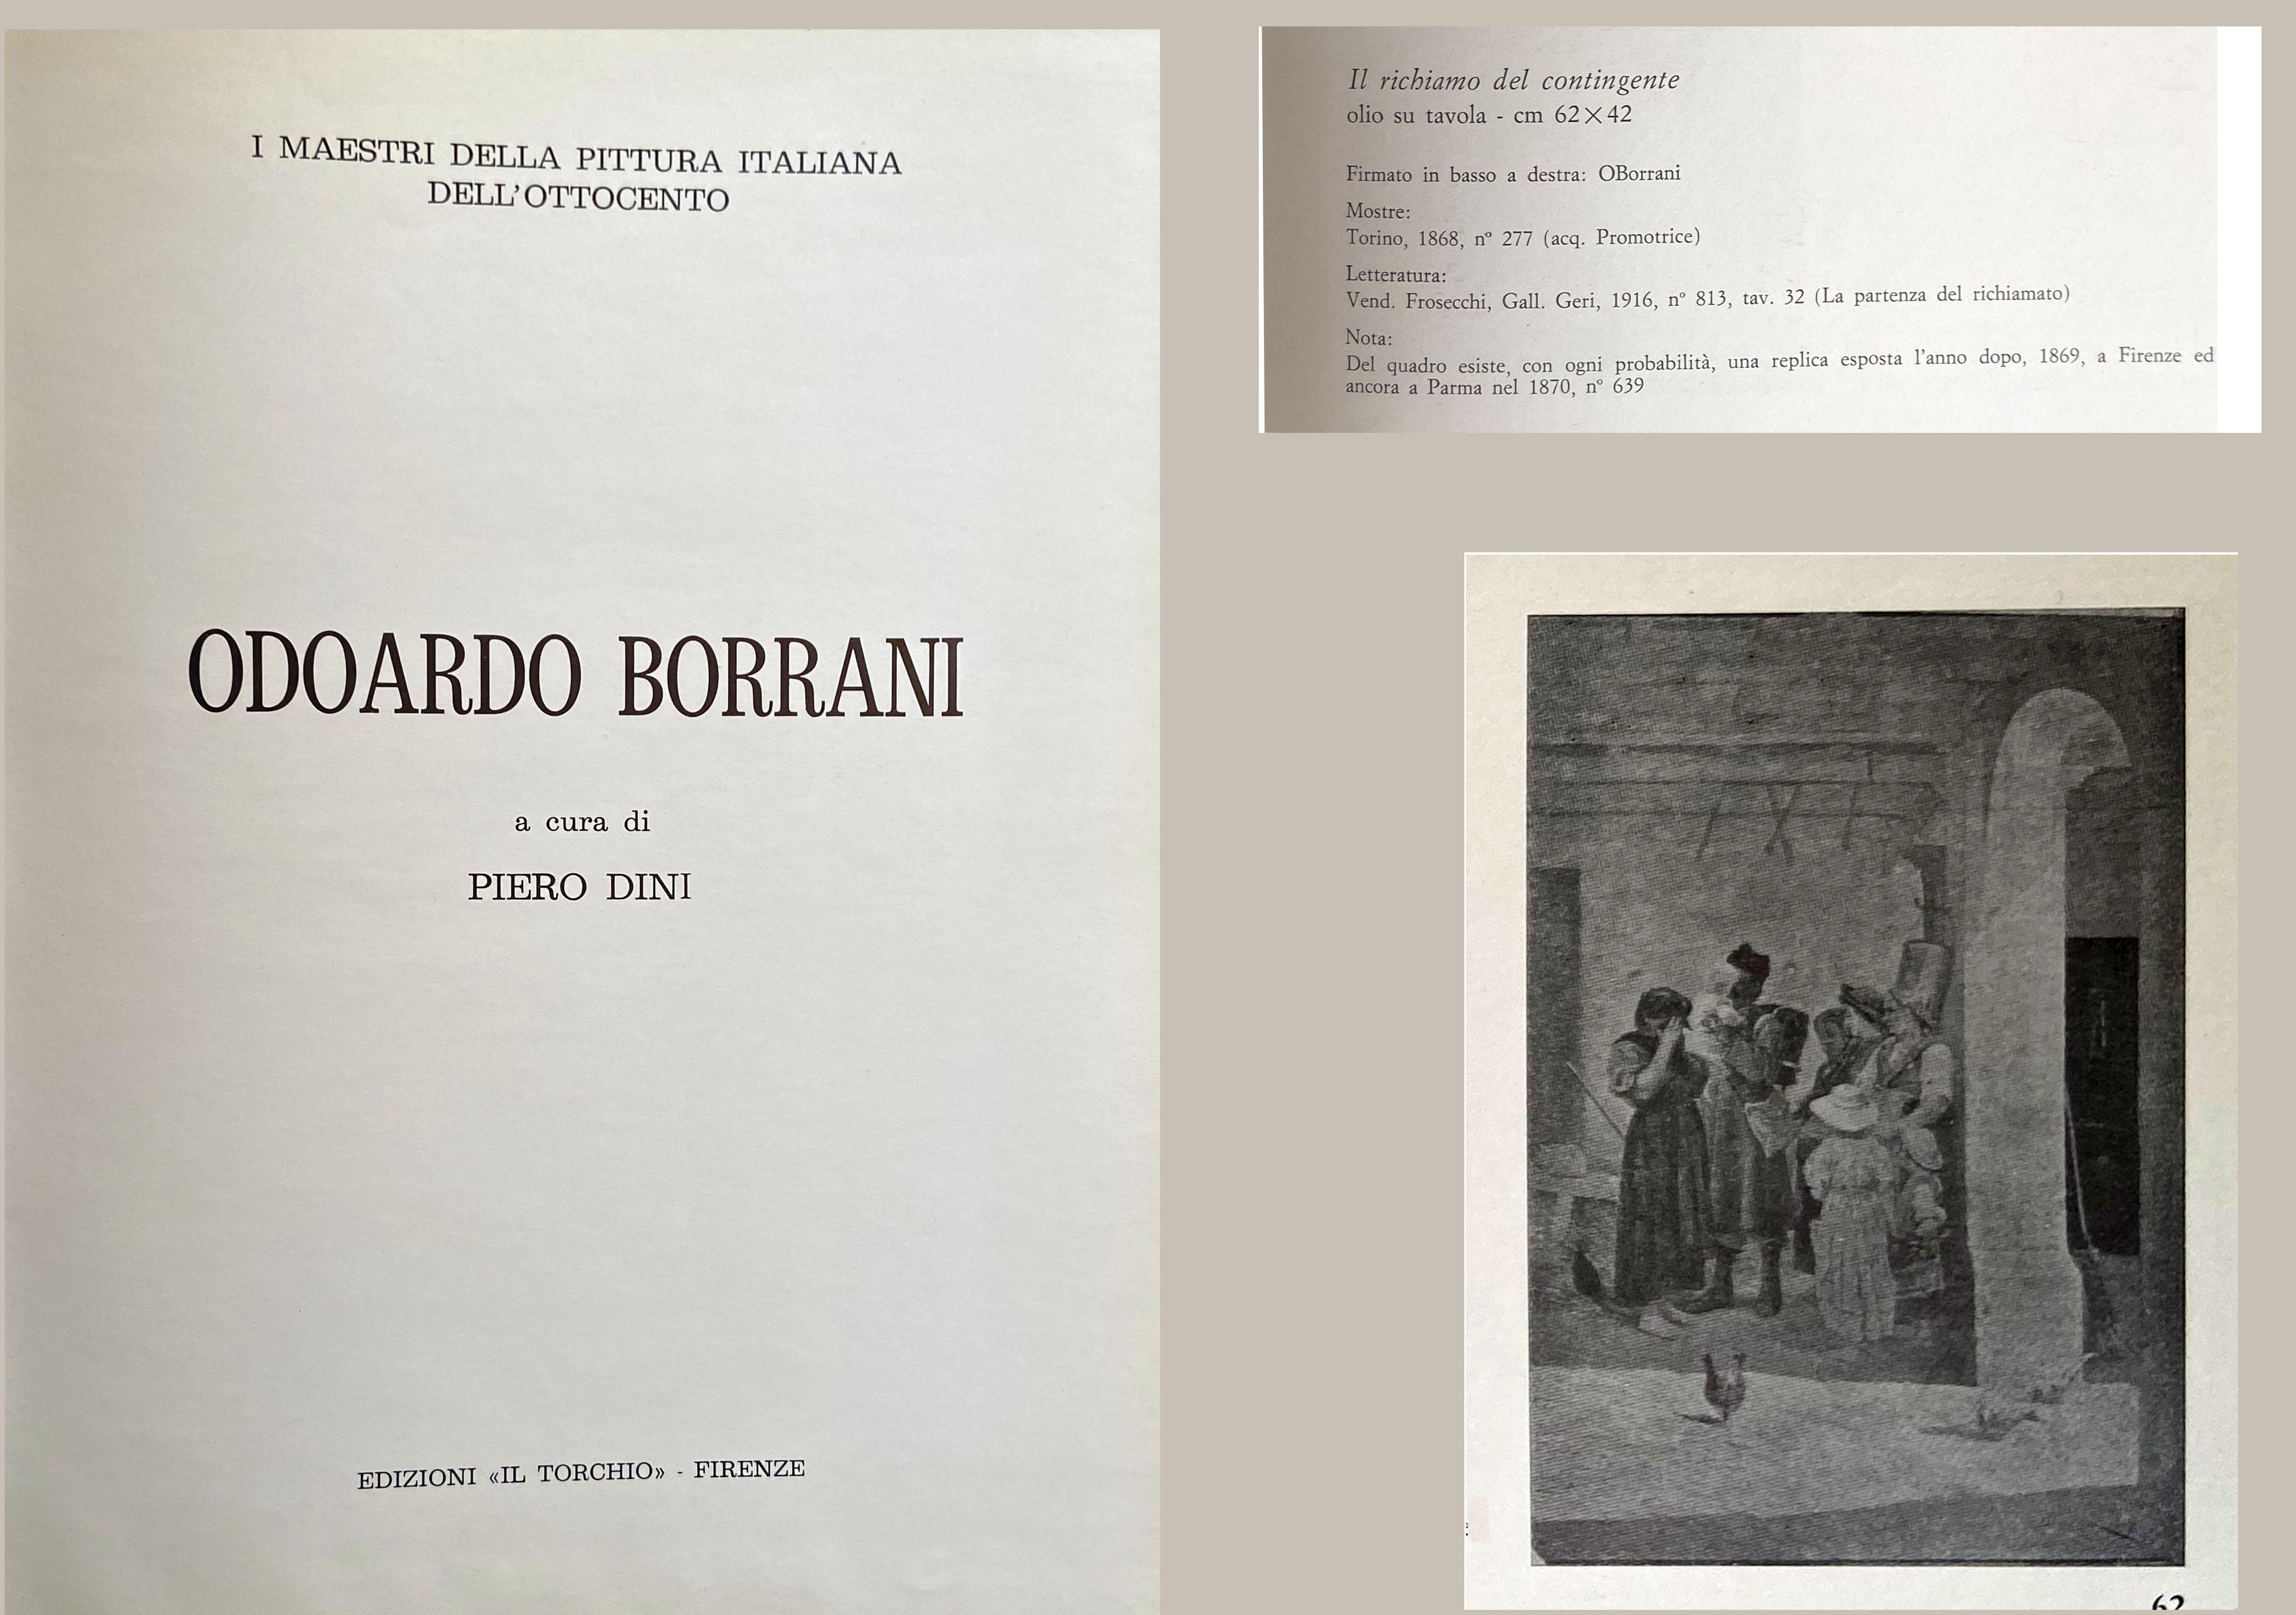 I MAESTRI DELLA PITTURA ITALIANA
DELL'OTTOCENTO
ODOARDO BORRANI
a cura di
PIERO DINI
EDIZIONI «IL TORCHIO» - FIRENZE
Il richiamo del contingente
olio su tavola - cm 62×42
Firmato in basso a destra: OBorrani
Mostre:
Torino, 1868, n° 277 (acq. Promotrice)
Letteratura:
Vend. Frosecchi, Gall. Geri, 1916, n° 813, tav. 32 (La partenza del richiamato)
Nota:
Del quadro esiste, con ogni probabilità, una replica esposta l'anno dopo, 1869, a Firenze ed
ancora a Parma nel 1870, n° 639
62